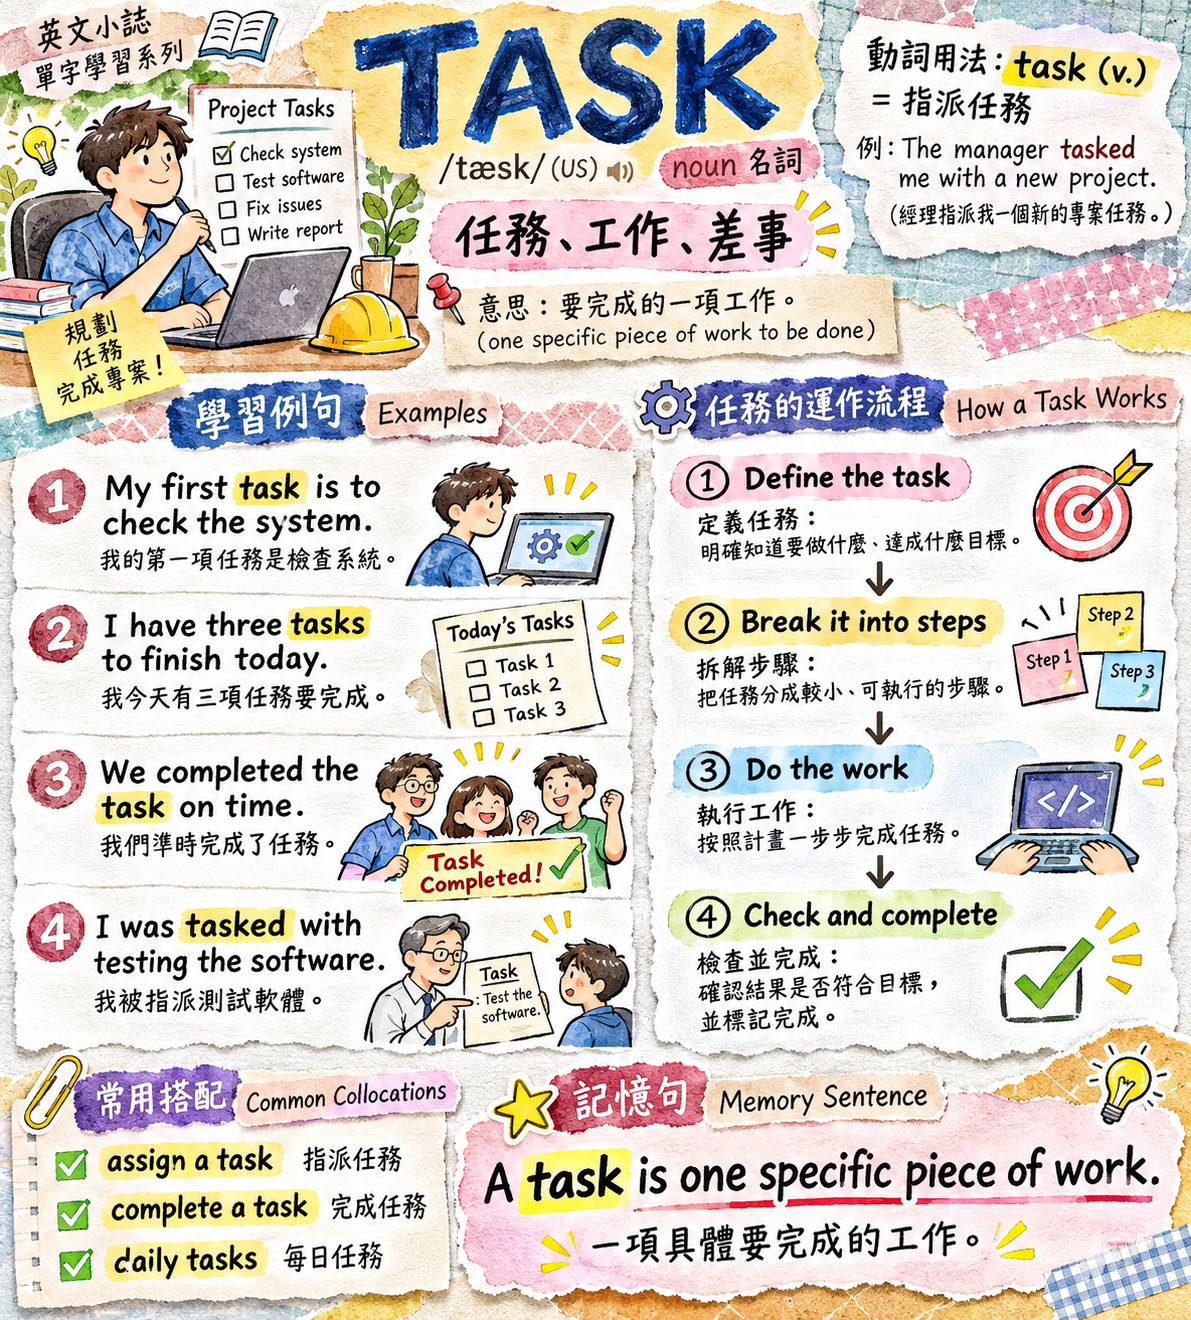 英文小誌
單字學習系列
Project Tasks
Check system
Test software
Fix issues
Write report
規劃
任務
完成專案！
TASK
/tæsk/ (US)
noun 名詞
任務、工作、差事
意思：要完成的一項工作。
(one specific piece of work to be done)
動詞用法：task (v.)
= 指派任務
例：The manager tasked
me with a new project.
（經理指派我一個新的專案任務。）
學習例句 Examples
1 My first task is to
check the system.
我的第一項任務是檢查系統。
2 I have three tasks
to finish today.
我今天有三項任務要完成。
Today's Tasks
Task 1
Task 2
Task 3
3 We completed the
task on time.
我們準時完成了任務。
Task
Completed!
4 I was tasked with
testing the software.
我被指派測試軟體。
Task
: Test the
software.
任務的運作流程 How a Task Works
① Define the task
定義任務：
明確知道要做什麼、達成什麼目標。
② Break it into steps
拆解步驟：
把任務分成較小、可執行的步驟。
Step 1
Step 2
Step 3
③ Do the work
執行工作：
按照計畫一步步完成任務。
</>
④ Check and complete
檢查並完成：
確認結果是否符合目標，
並標記完成。
常用搭配 Common Collocations
assign a task 指派任務
complete a task 完成任務
daily tasks 每日任務
記憶句 Memory Sentence
A task is one specific piece of work.
一項具體要完成的工作。